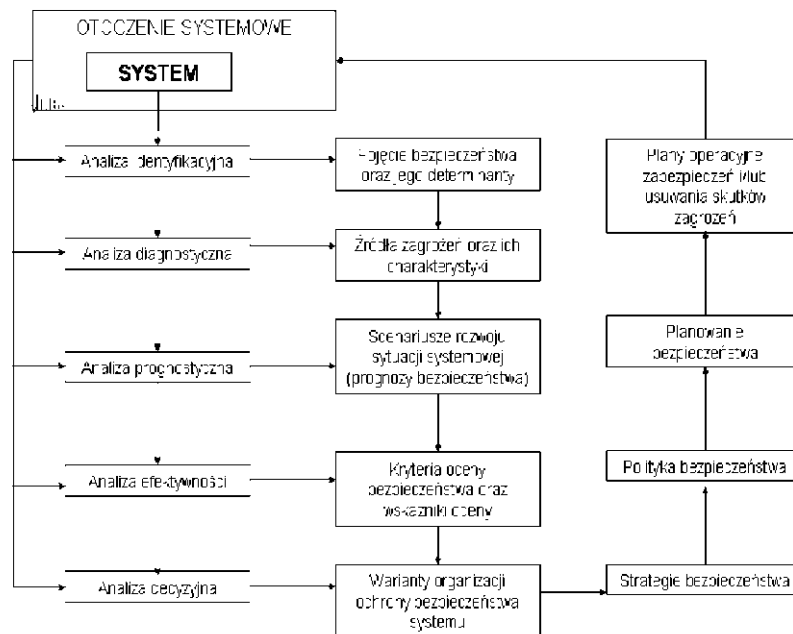 OTOCZENIE SYSTEMOWE
SYSTEM
Analiza identyfikacyjna
Pojęcie bezpieczeństwa
oraz jego determinanty
Plany operacyjne
zabezpieczeń i/lub
usuwania skutków
zagrożeń
Analiza diagnostyczna
Źródła zagrożeń oraz ich
charakterystyki
Analiza prognostyczna
Scenariusze rozwoju
sytuacji systemowej
(prognozy bezpieczeństwa)
Planowanie
bezpieczeństwa
Analiza efektywności
Kryteria oceny
bezpieczeństwa oraz
wskaźniki oceny
Polityka bezpieczeństwa
Analiza decyzyjna
Warianty organizacji
ochrony bezpieczeństwa
systemu
Strategie bezpieczeństwa